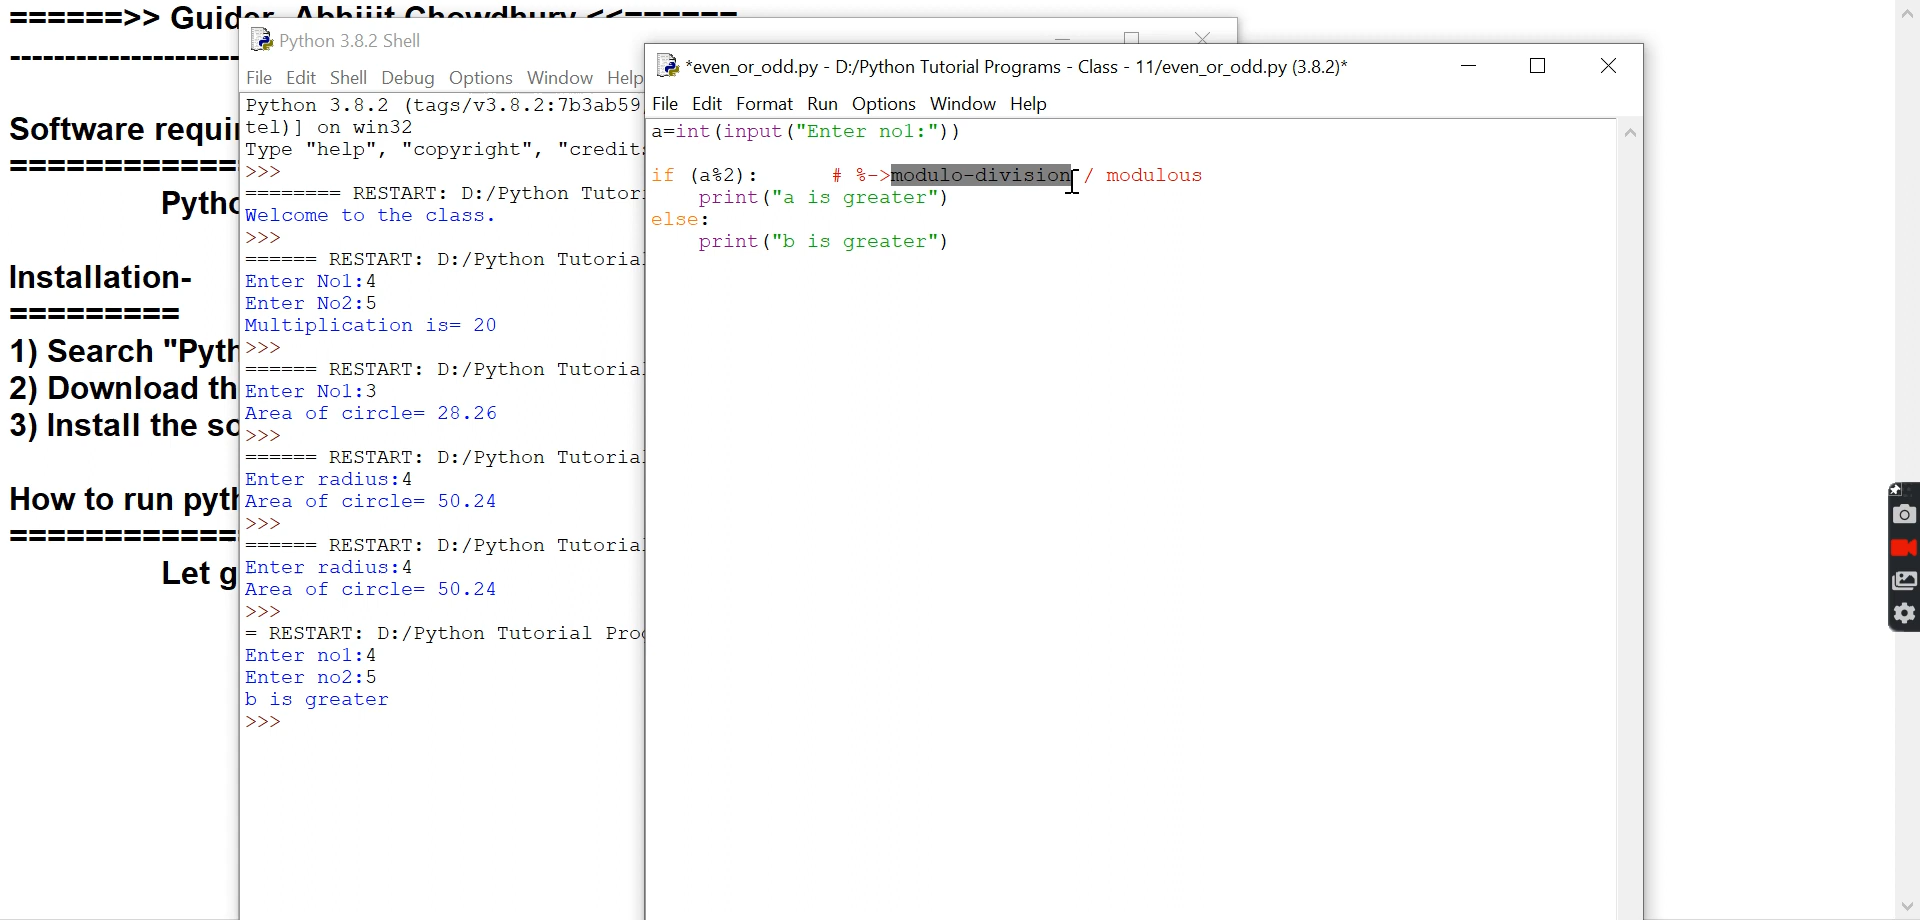 ======>> Guider
<<======
Software requir
Pytho
Installation-
=========
1) Search "Pyth
2) Download th
3) Install the so
How to run pyth
Let g
Python 3.8.2 Shell
File Edit Shell Debug Options Window Help
Python 3.8.2 (tags/v3.8.2:7b3ab59
tel)] on win32
Type "help", "copyright", "credits
>>>
======== RESTART: D:/Python Tutor
Welcome to the class.
>>>
====== RESTART: D:/Python Tutoria
Enter No1:4
Enter No2:5
Multiplication is= 20
>>>
====== RESTART: D:/Python Tutoria
Enter No1:3
Area of circle= 28.26
>>>
====== RESTART: D:/Python Tutoria
Enter radius:4
Area of circle= 50.24
>>>
====== RESTART: D:/Python Tutoria
Enter radius:4
Area of circle= 50.24
>>>
= RESTART: D:/Python Tutorial Pro
Enter no1:4
Enter no2:5
b is greater
>>>
*even_or_odd.py - D:/Python Tutorial Programs - Class - 11/even_or_odd.py (3.8.2)*
File Edit Format Run Options Window Help
a=int(input("Enter no1:"))
if (a%2): # %->modulo-division / modulous
print("a is greater")
else:
print("b is greater")